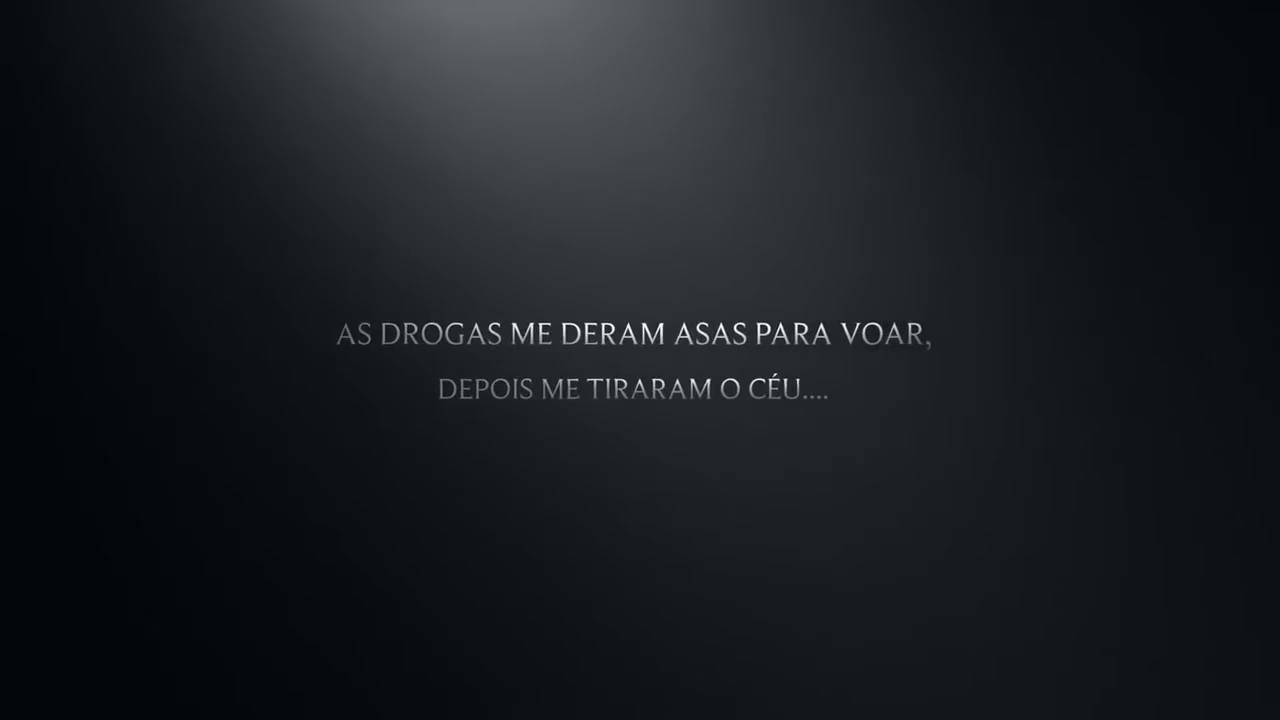 AS DROGAS ME DERAM ASAS PARA VOAR,
DEPOIS ME TIRARAM O CÉU....